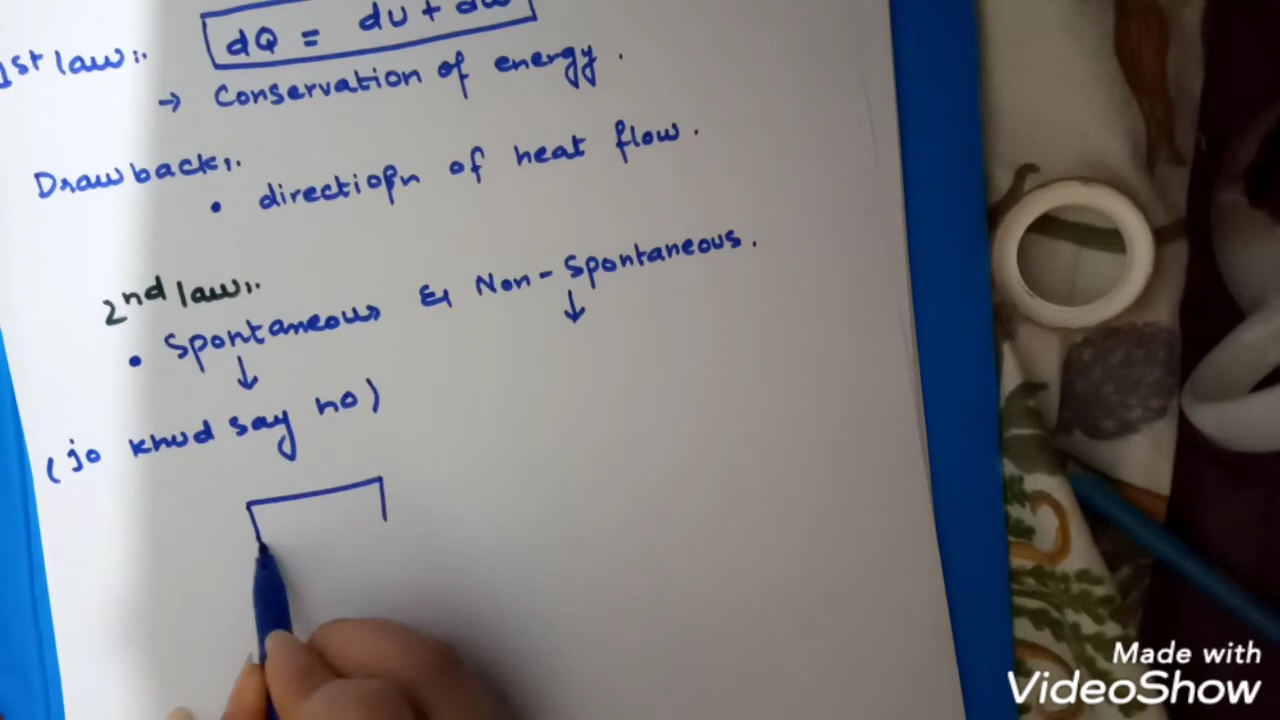 dQ = du + dw
1st law:.
→ Conservation of energy.
Drawback:.
• direction of heat flow.
2nd law:.
• Spontaneous & Non-Spontaneous.
↓ ↓
(jo khud say ho)
Made with
VideoShow